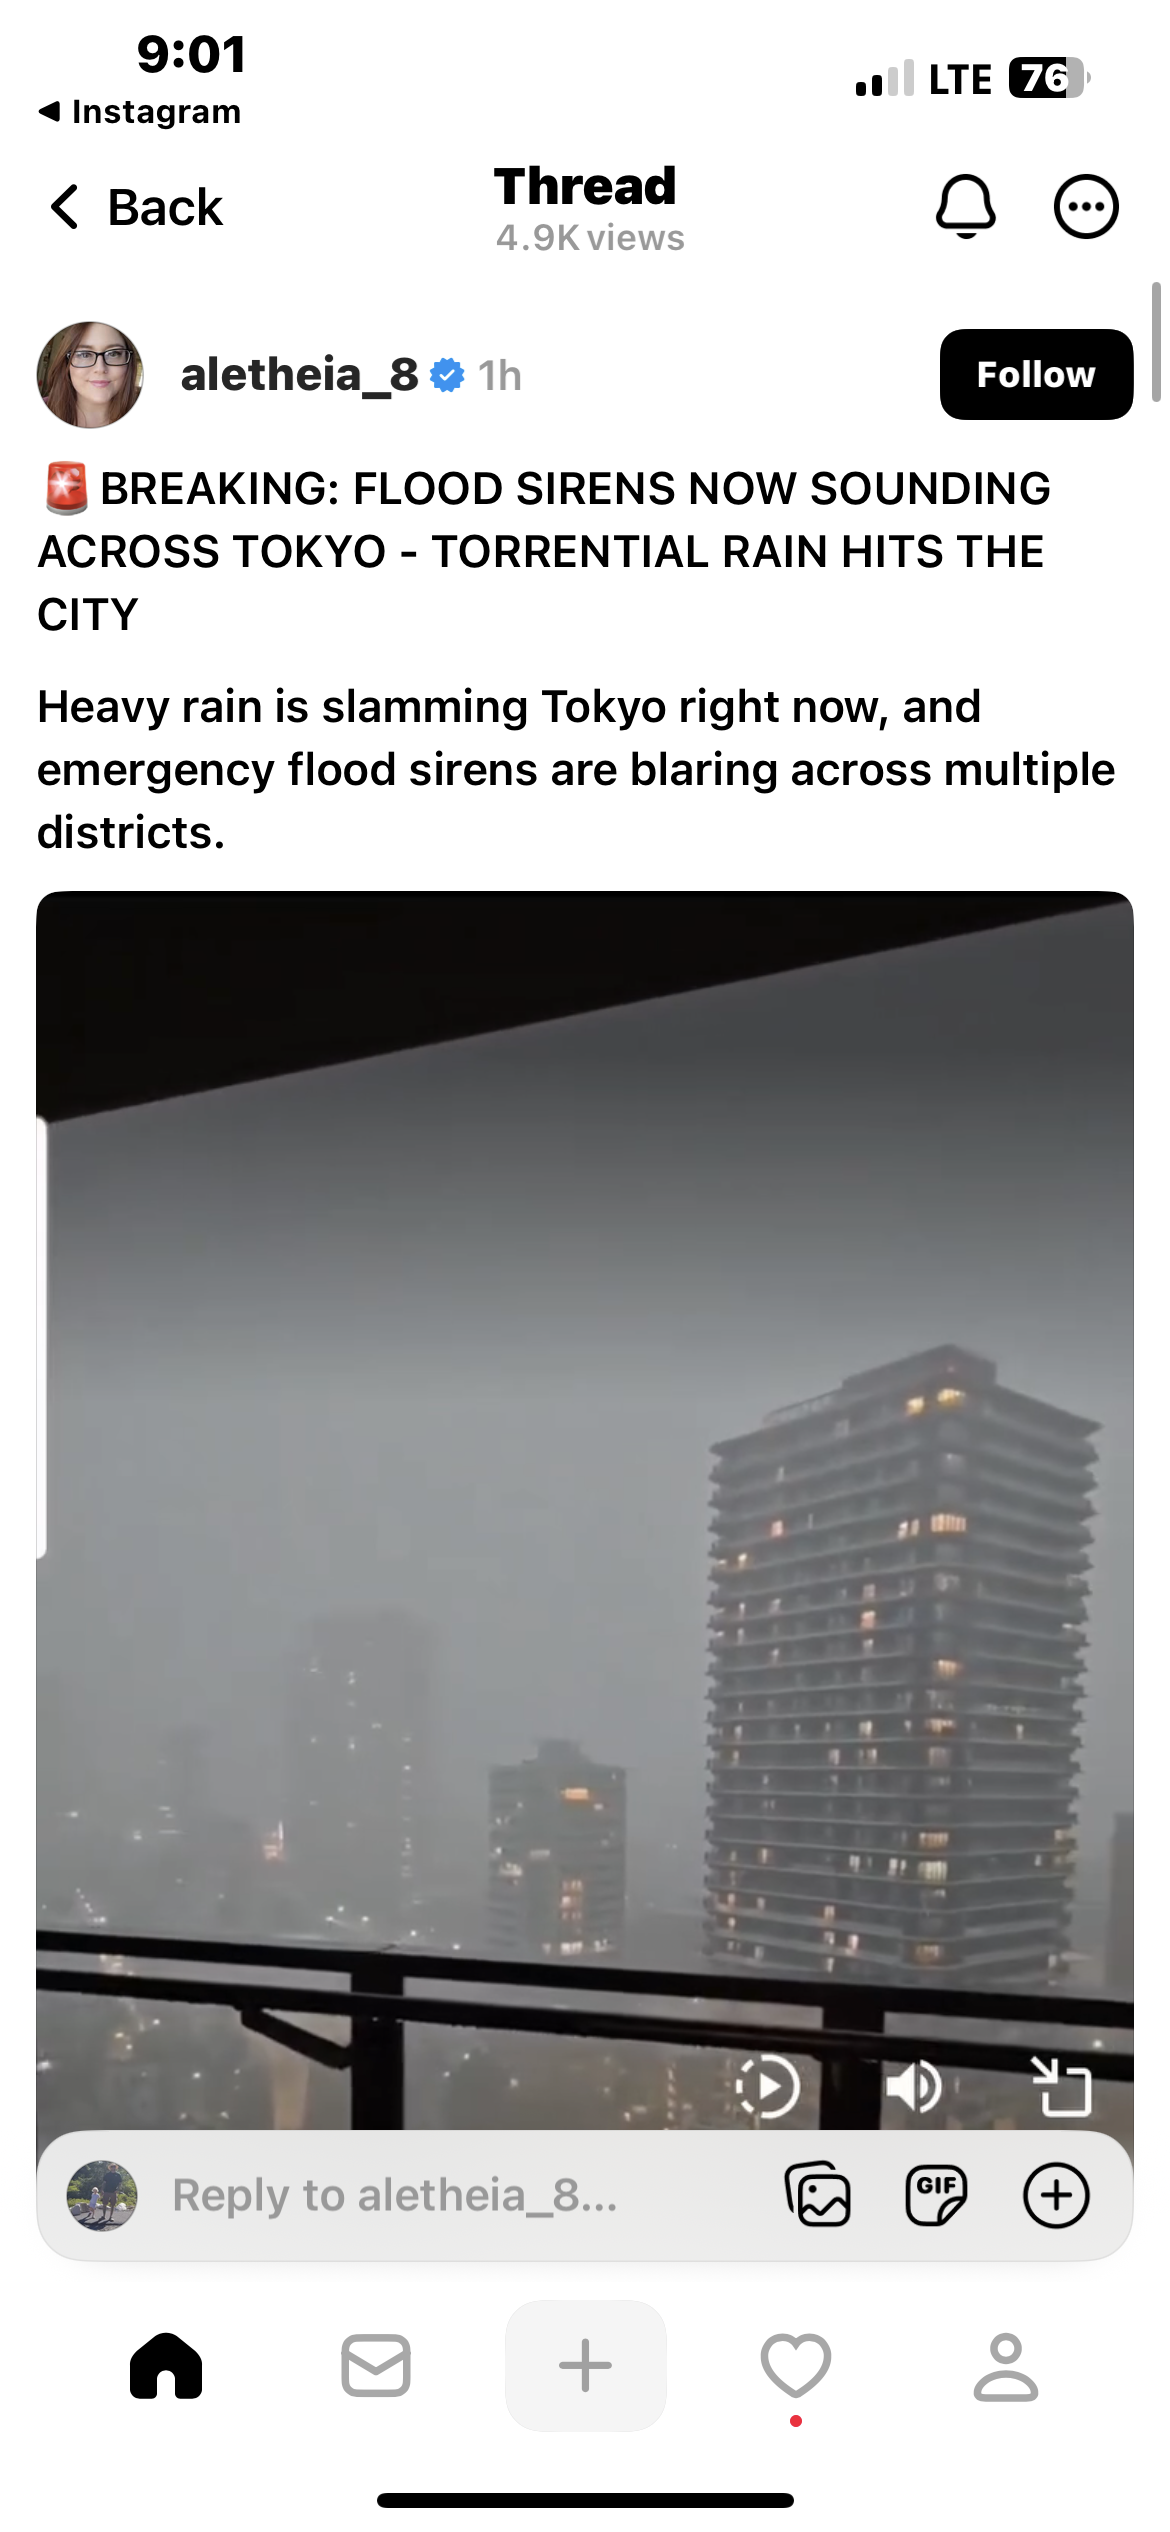 9:01
LTE 76
◀ Instagram
Back
Thread
4.9K views
aletheia_8 1h
Follow
🚨BREAKING: FLOOD SIRENS NOW SOUNDING
ACROSS TOKYO - TORRENTIAL RAIN HITS THE
CITY
Heavy rain is slamming Tokyo right now, and
emergency flood sirens are blaring across multiple
districts.
Reply to aletheia_8...
GIF